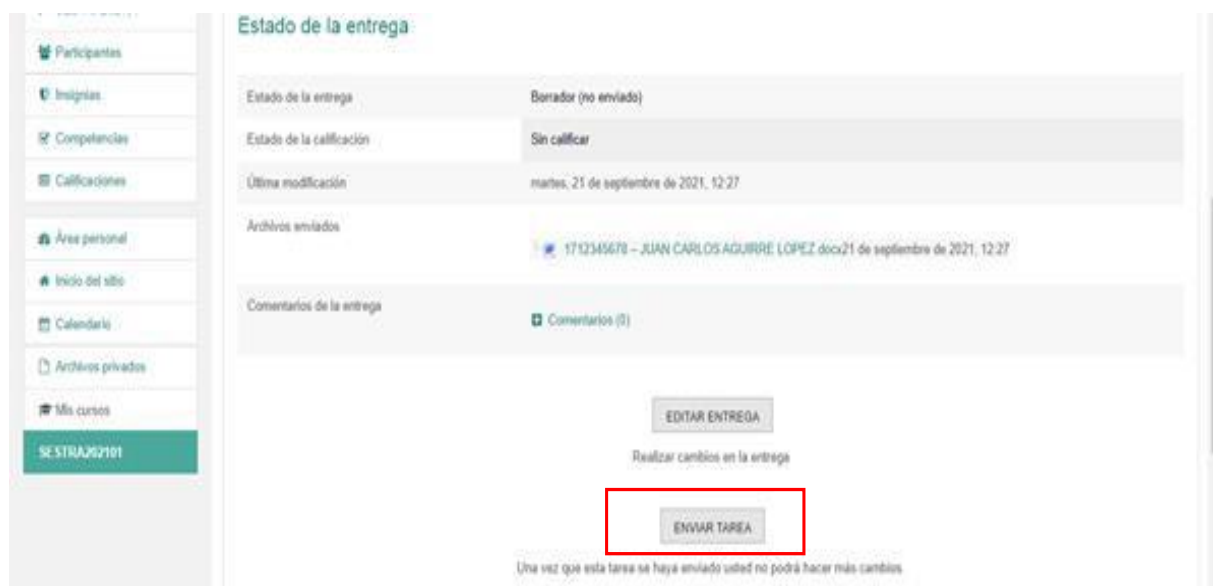 Estado de la entrega
Participantes
Insignias
Competencias
Calificaciones
Área personal
Inicio del sitio
Calendario
Archivos privados
Mis cursos
SESTRA202101
Estado de la entrega Borrador (no enviado)
Estado de la calificación Sin calificar
Última modificación martes, 21 de septiembre de 2021, 12:27
Archivos enviados
1712345678 – JUAN CARLOS AGUIRRE LOPEZ.docx21 de septiembre de 2021, 12:27
Comentarios de la entrega
Comentarios (0)
EDITAR ENTREGA
Realizar cambios en la entrega
ENVIAR TAREA
Una vez que esta tarea se haya enviado usted no podrá hacer más cambios